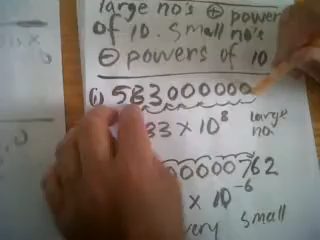 large no's ⊕ powers
of 10. Small no's
⊖ powers of 10
(i) 583000000
33 × 10⁸ large
no.
00000762
× 10⁻⁶
very small